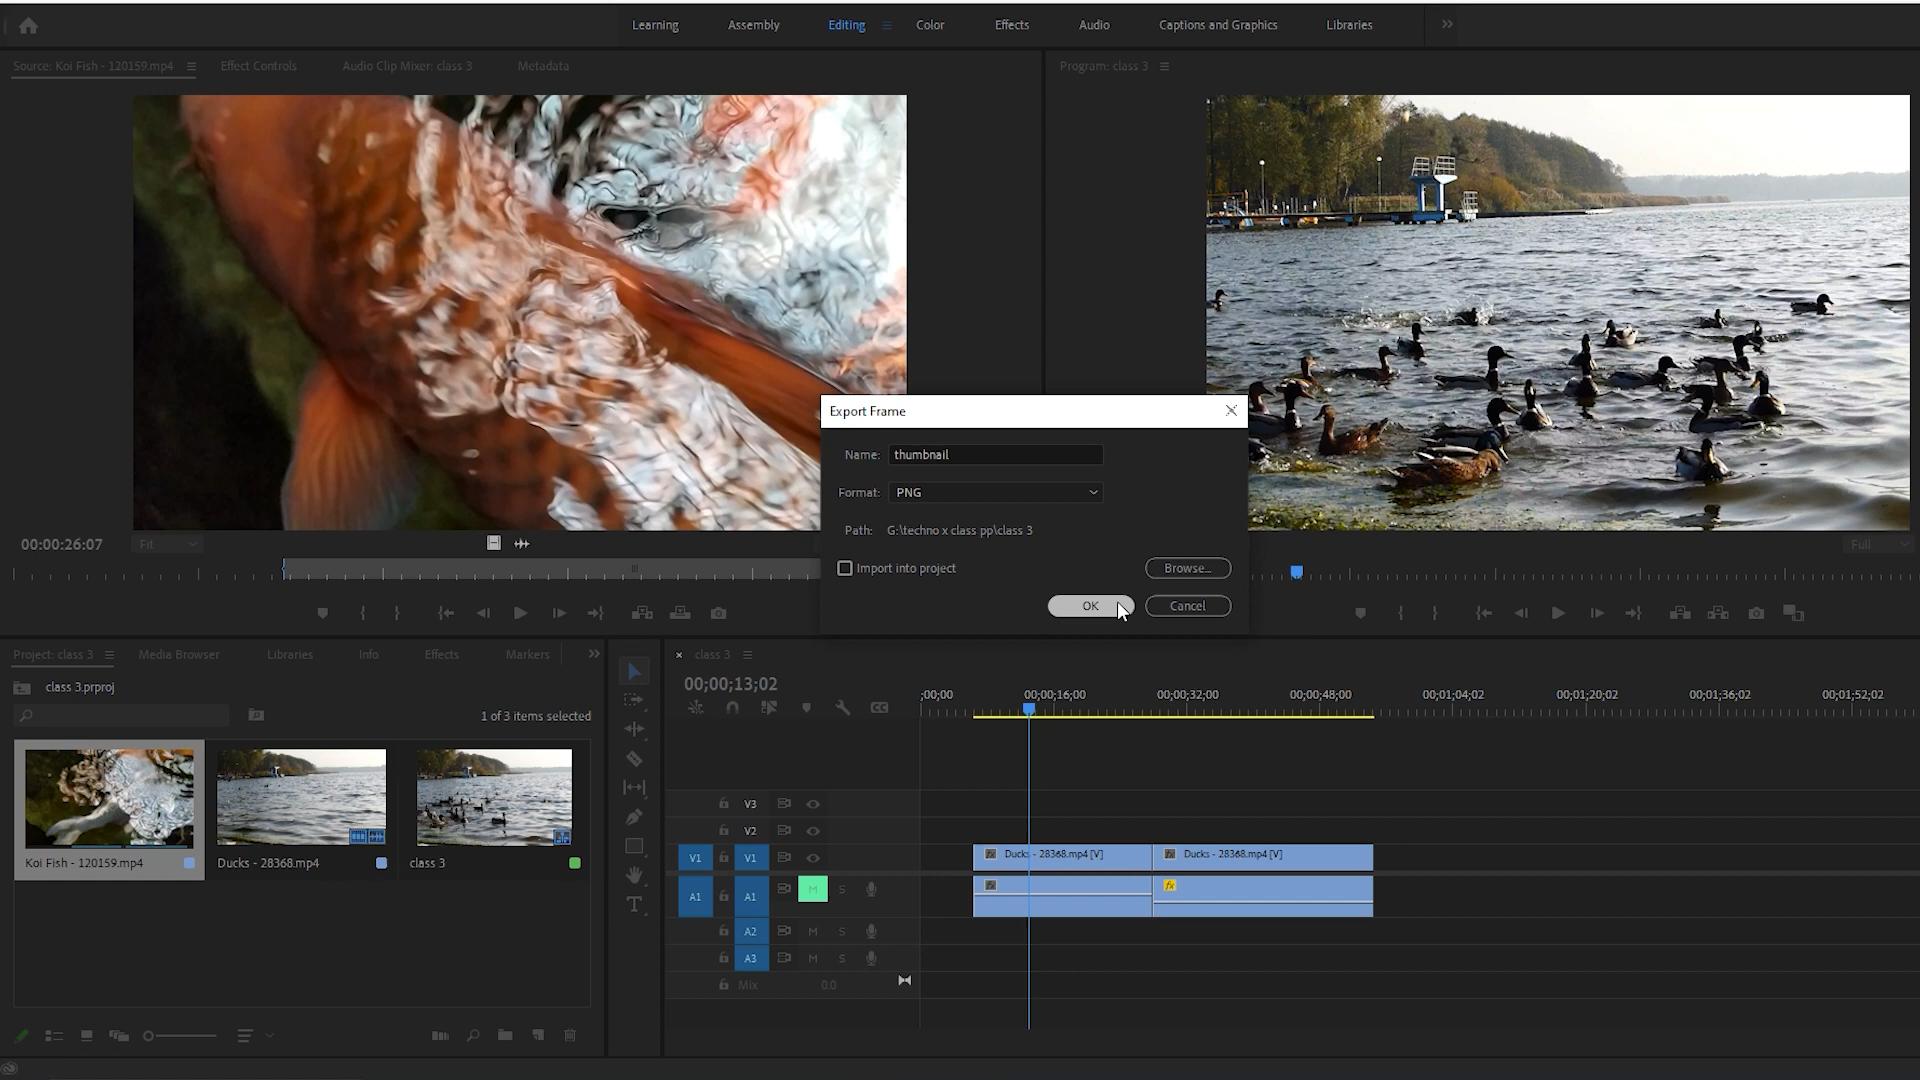 Learning Assembly Editing Color Effects Audio Captions and Graphics Libraries
Source: Koi Fish - 120159.mp4 Effect Controls Audio Clip Mixer: class 3 Metadata
Program: class 3
Export Frame
Name: thumbnail
Format: PNG
Path: G:\techno x class pp\class 3
Import into project
Browse...
OK
Cancel
00:00:26:07 Fit
Full
Project: class 3 Media Browser Libraries Info Effects Markers
class 3.prproj
1 of 3 items selected
Koi Fish - 120159.mp4
Ducks - 28368.mp4
class 3
class 3
00;00;13;02
;00;00 00;00;16;00 00;00;32;00 00;00;48;00 00;01;04;02 00;01;20;02 00;01;36;02 00;01;52;02
V3
V2
V1 V1
Ducks - 28368.mp4 [V] Ducks - 28368.mp4 [V]
A1 A1 M S
fx
A2 M S
A3 M S
Mix 0.0